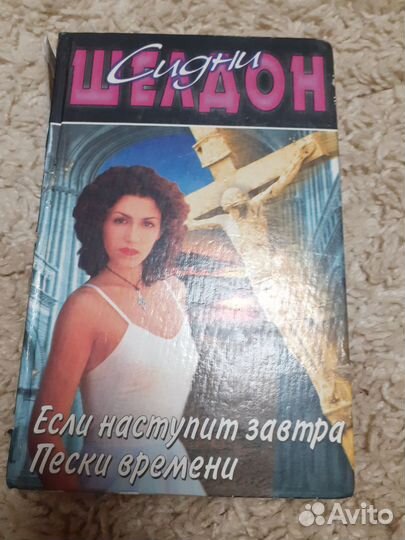 Сидни
ШЕЛДОН
Если наступит завтра
Пески времени
Avito